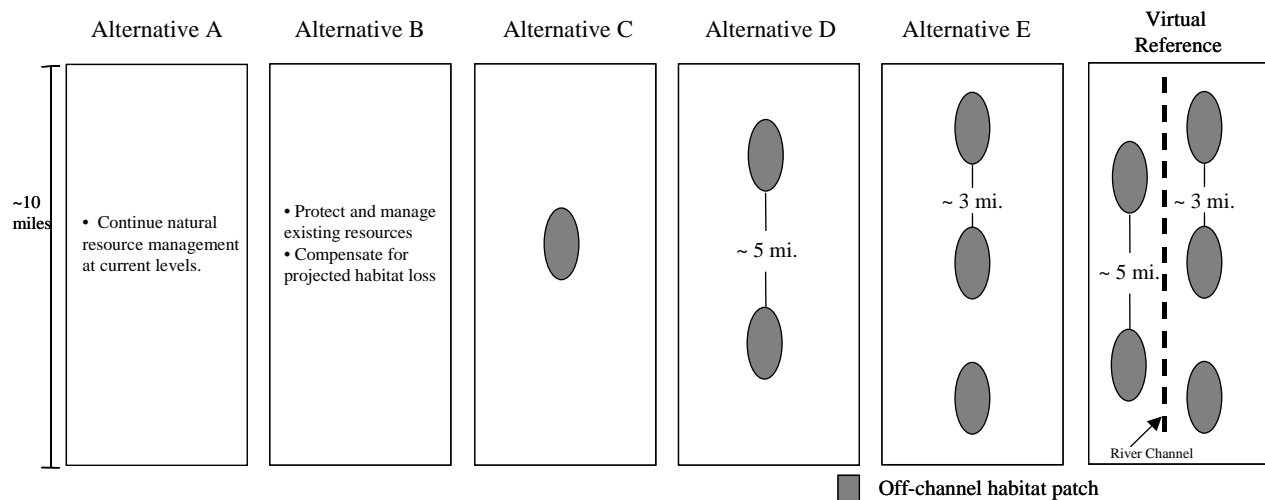 Alternative A
Alternative B
Alternative C
Alternative D
Alternative E
Virtual
Reference
~10
miles
• Continue natural
resource management
at current levels.
• Protect and manage
existing resources
• Compensate for
projected habitat loss
~ 5 mi.
~ 3 mi.
~ 5 mi.
~ 3 mi.
River Channel
Off-channel habitat patch